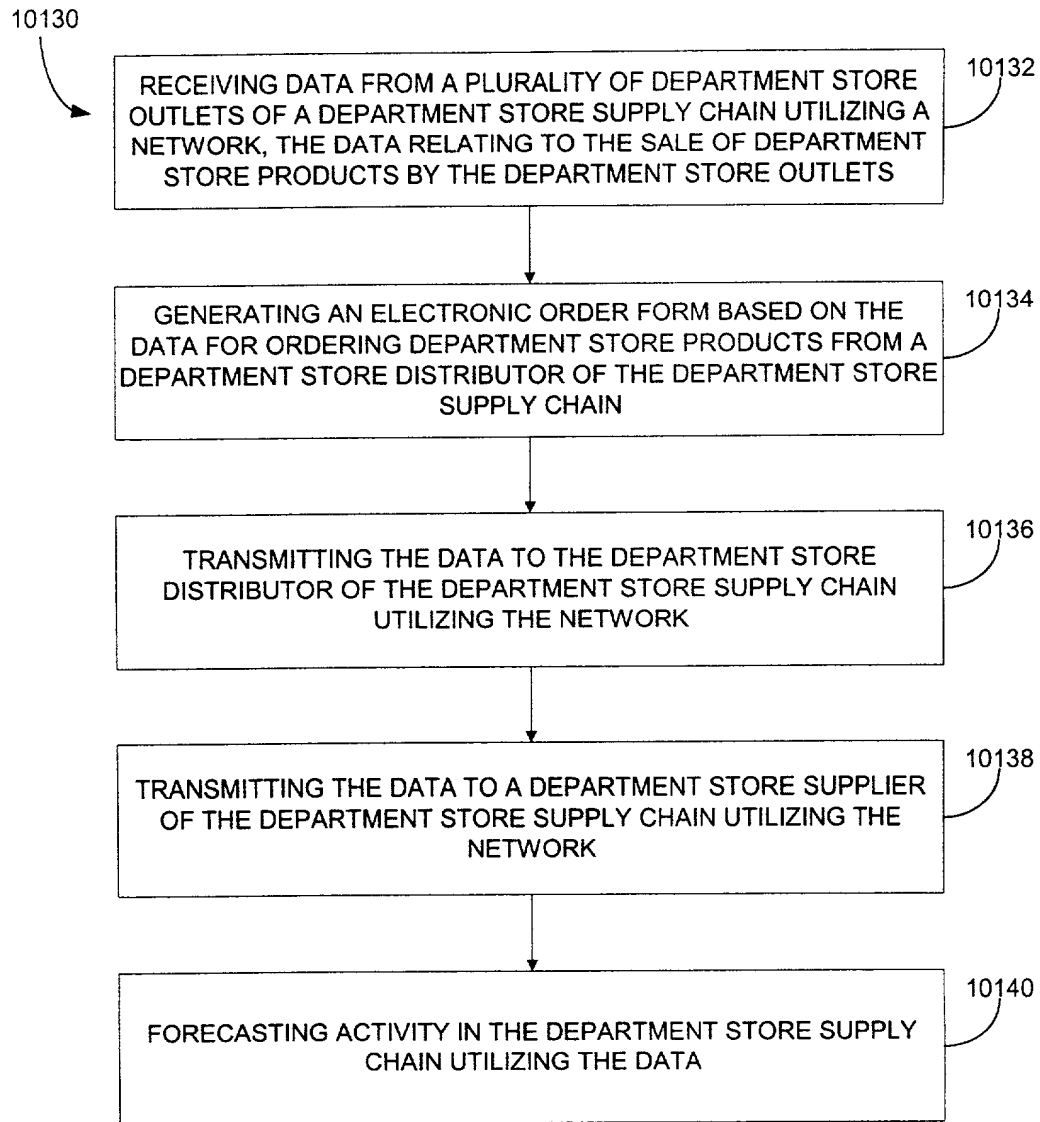 10130
10132
RECEIVING DATA FROM A PLURALITY OF DEPARTMENT STORE
OUTLETS OF A DEPARTMENT STORE SUPPLY CHAIN UTILIZING A
NETWORK, THE DATA RELATING TO THE SALE OF DEPARTMENT
STORE PRODUCTS BY THE DEPARTMENT STORE OUTLETS
10134
GENERATING AN ELECTRONIC ORDER FORM BASED ON THE
DATA FOR ORDERING DEPARTMENT STORE PRODUCTS FROM A
DEPARTMENT STORE DISTRIBUTOR OF THE DEPARTMENT STORE
SUPPLY CHAIN
10136
TRANSMITTING THE DATA TO THE DEPARTMENT STORE
DISTRIBUTOR OF THE DEPARTMENT STORE SUPPLY CHAIN
UTILIZING THE NETWORK
10138
TRANSMITTING THE DATA TO A DEPARTMENT STORE SUPPLIER
OF THE DEPARTMENT STORE SUPPLY CHAIN UTILIZING THE
NETWORK
10140
FORECASTING ACTIVITY IN THE DEPARTMENT STORE SUPPLY
CHAIN UTILIZING THE DATA